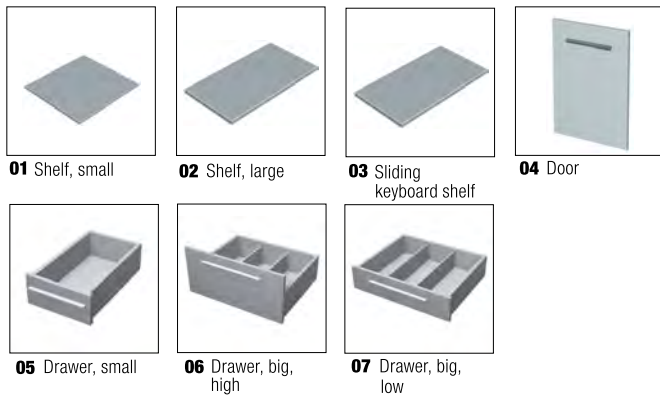 01 Shelf, small
02 Shelf, large
03 Sliding
keyboard shelf
04 Door
05 Drawer, small
06 Drawer, big,
high
07 Drawer, big,
low